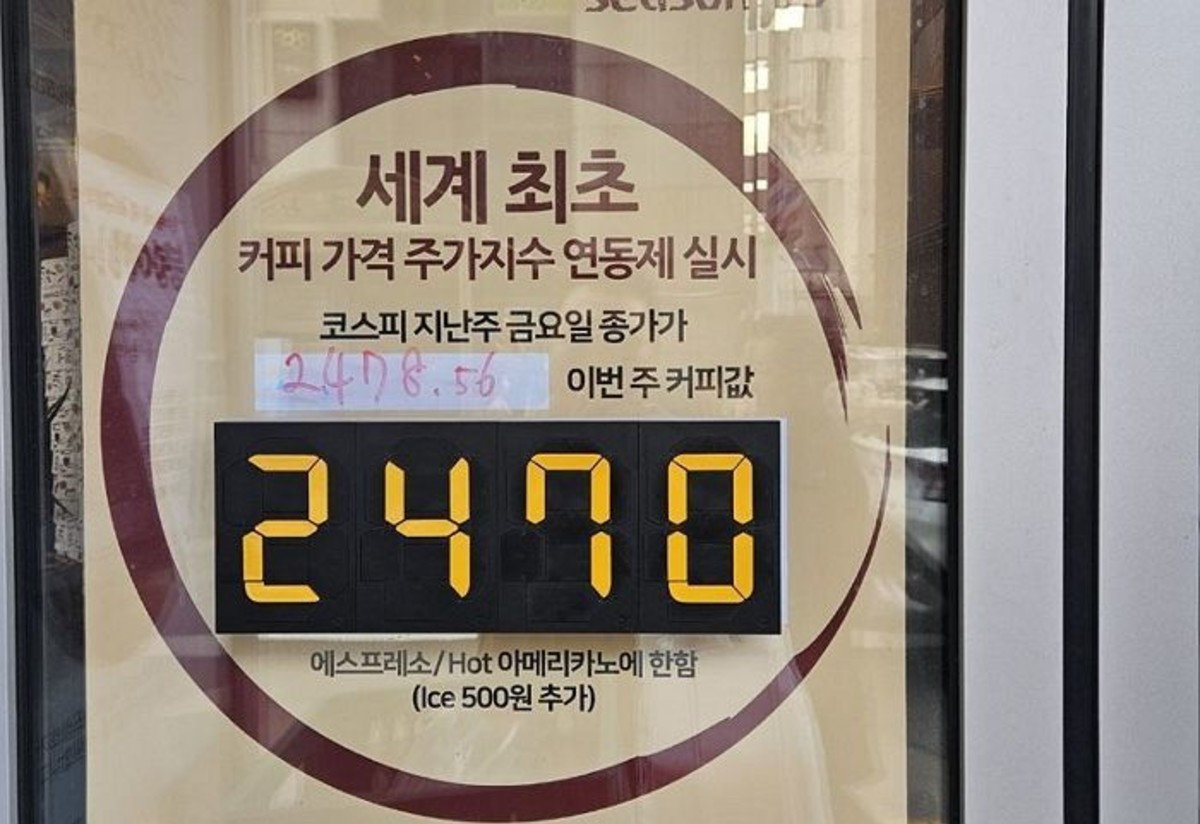 세계 최초
커피 가격 주가지수 연동제 실시
코스피 지난주 금요일 종가가
2478.56 이번 주 커피값
2470
에스프레소/Hot 아메리카노에 한함
(Ice 500원 추가)